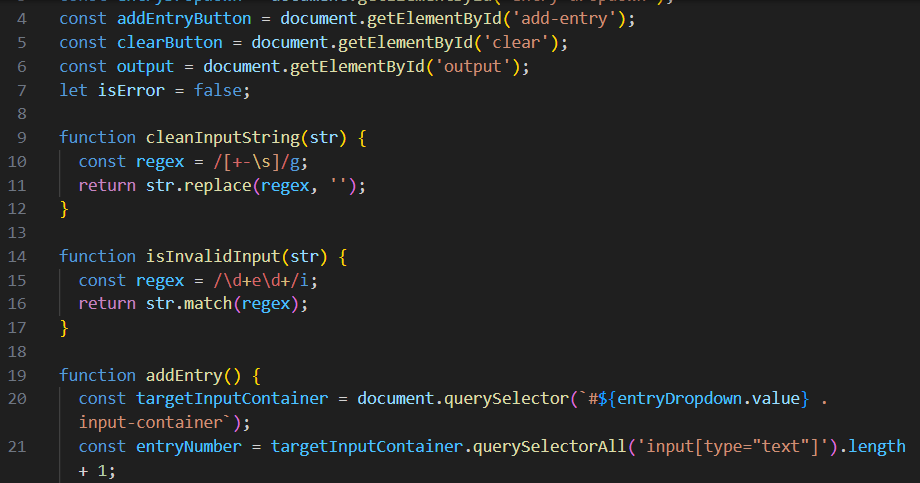 4 const addEntryButton = document.getElementById('add-entry');
5 const clearButton = document.getElementById('clear');
6 const output = document.getElementById('output');
7 let isError = false;
8
9 function cleanInputString(str) {
10 const regex = /[+-\s]/g;
11 return str.replace(regex, '');
12 }
13
14 function isInvalidInput(str) {
15 const regex = /\d+e\d+/i;
16 return str.match(regex);
17 }
18
19 function addEntry() {
20 const targetInputContainer = document.querySelector(`#${entryDropdown.value} .
input-container`);
21 const entryNumber = targetInputContainer.querySelectorAll('input[type="text"]').length
+ 1;